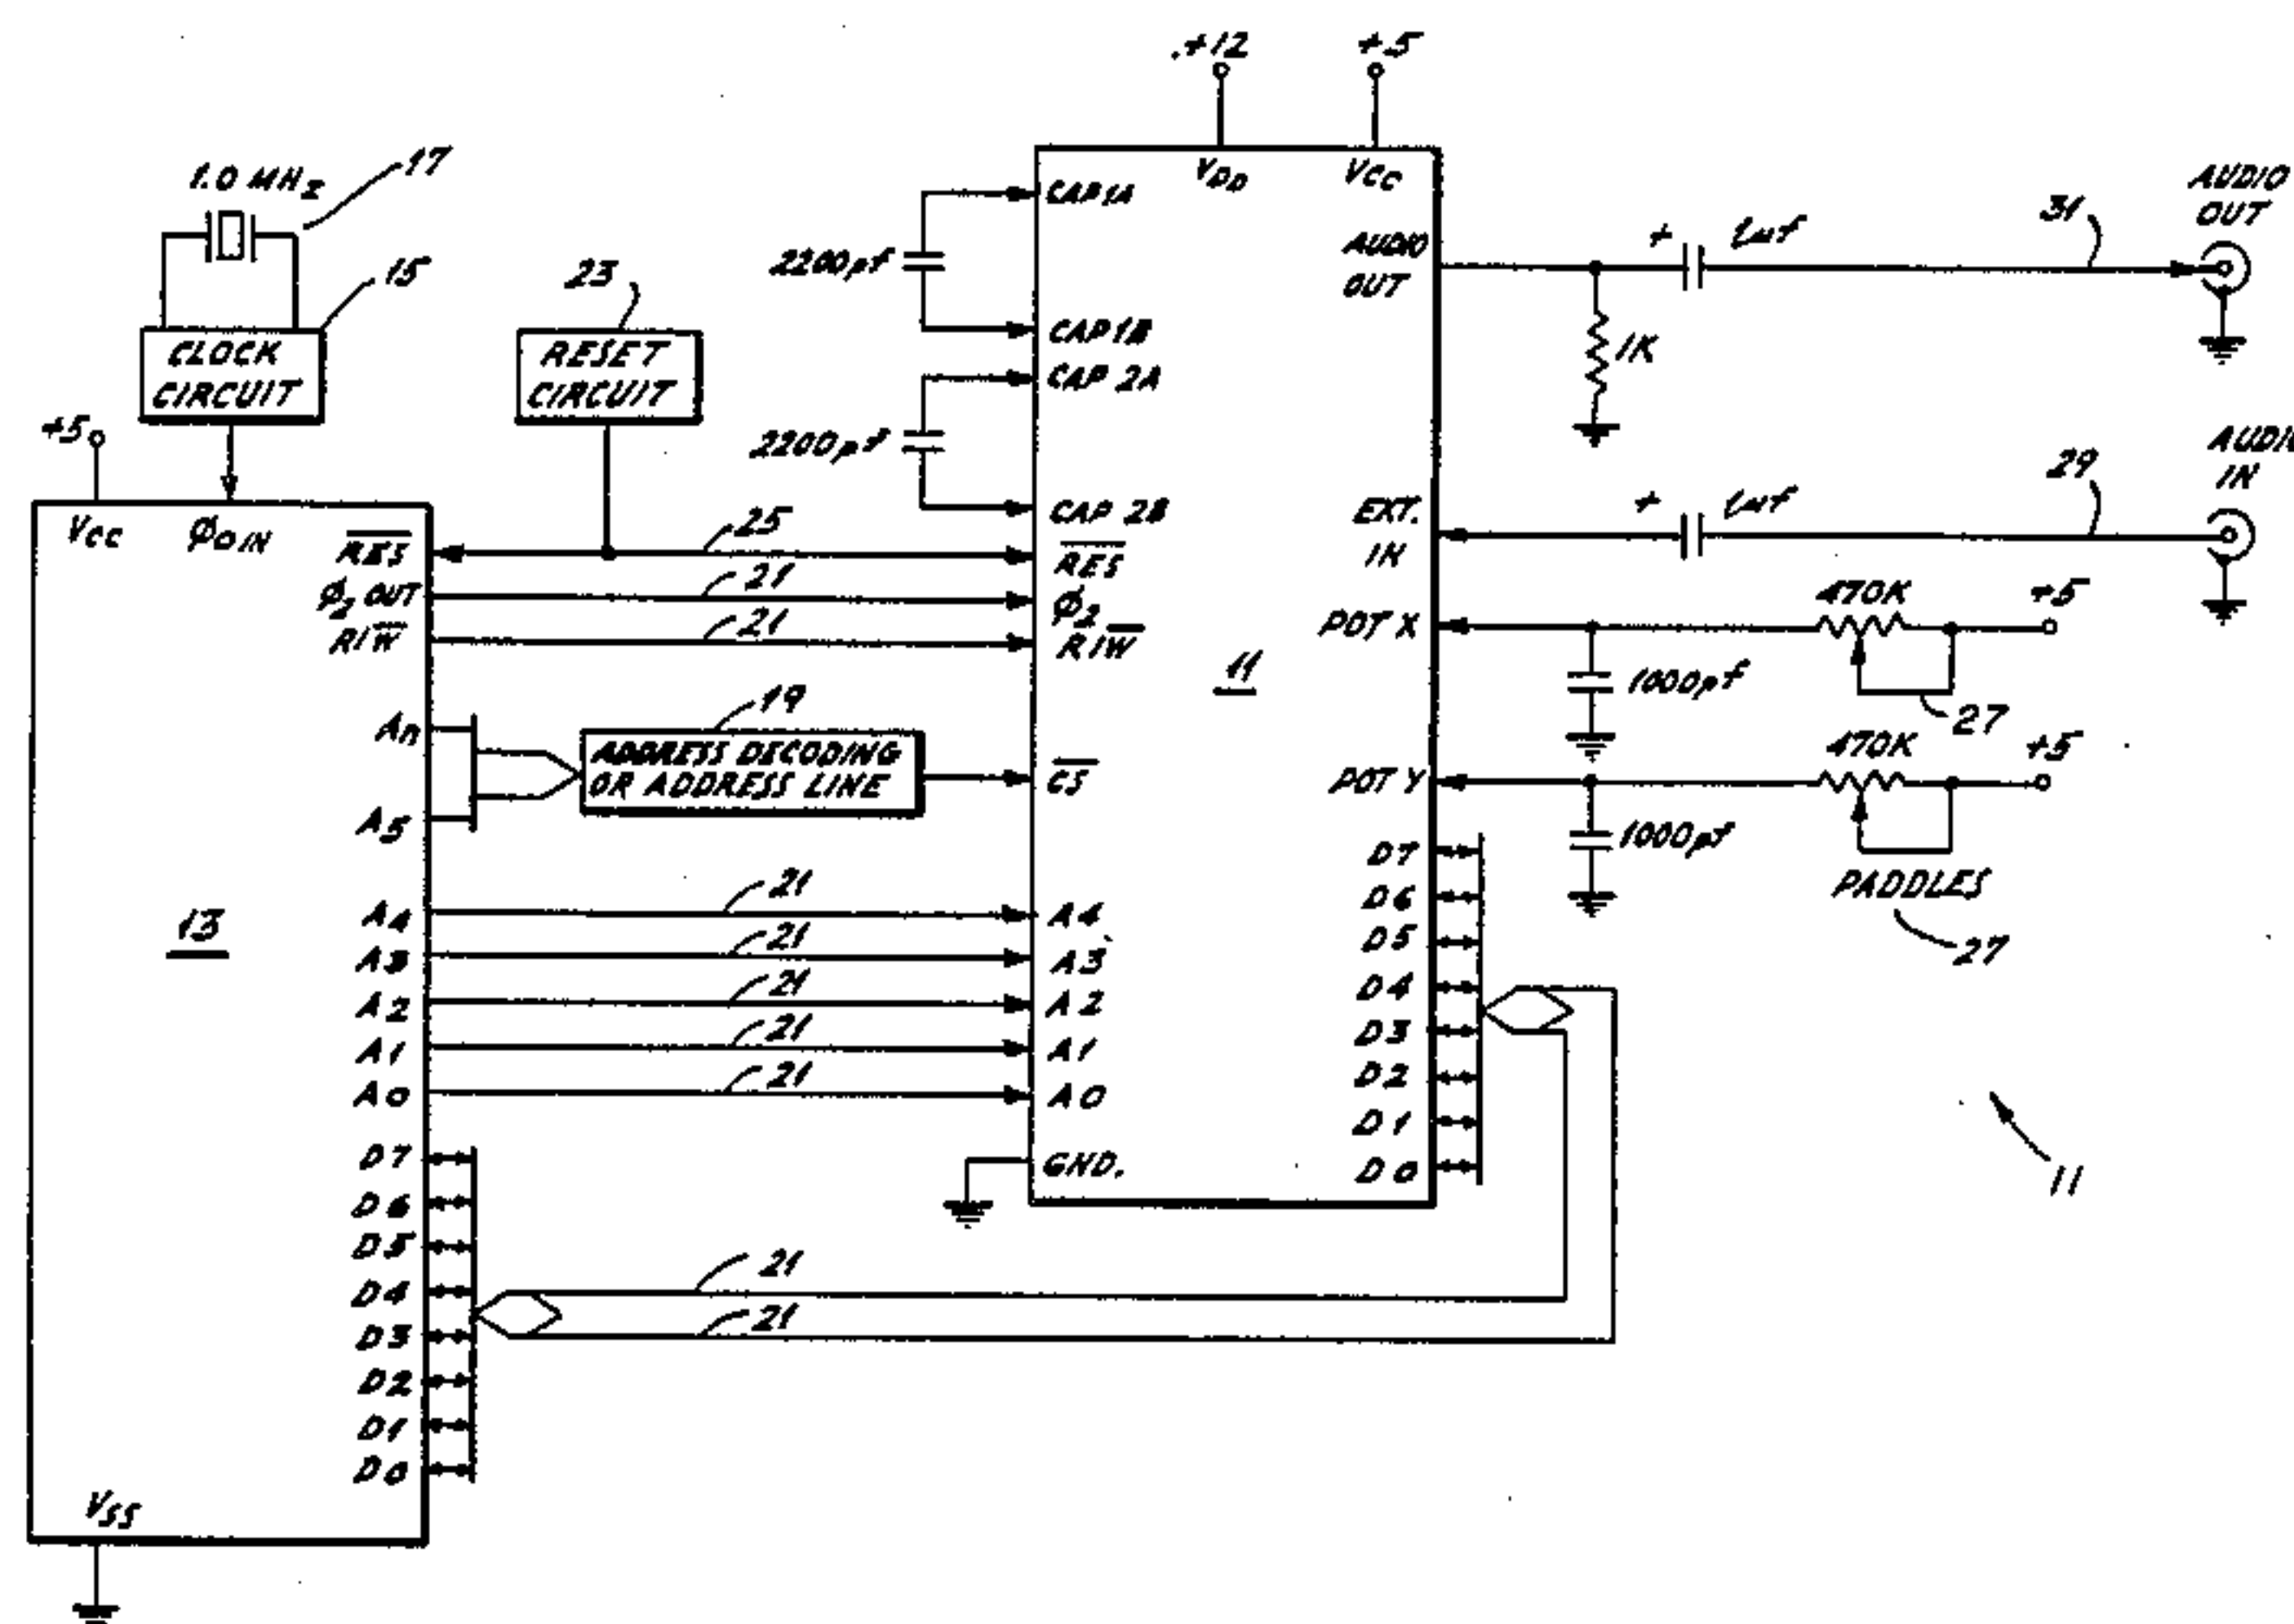 +12
+5
1.0 MHz
17
15
CLOCK
CIRCUIT
+5
23
RESET
CIRCUIT
VCC
ΦO IN
RES
Φ2 OUT
R/W
An
A5
13
A4
A3
A2
A1
A0
D7
D6
D5
D4
D3
D2
D1
D0
VSS
2200pf
2200pf
25
21
21
19
ADDRESS DECODING
OR ADDRESS LINE
21
21
21
21
21
21
21
VDD
VCC
CAP1A
CAP1B
CAP 2A
CAP 2B
RES
Φ2
R/W
CS
11
A4
A3
A2
A1
A0
GND.
AUDIO
OUT
EXT.
IN
POT X
POT Y
D7
D6
D5
D4
D3
D2
D1
D0
+
1uf
31
AUDIO
OUT
1K
+
1uf
29
AUDIO
IN
470K
+5
1000pf
27
470K
+5
1000pf
PADDLES
27
11